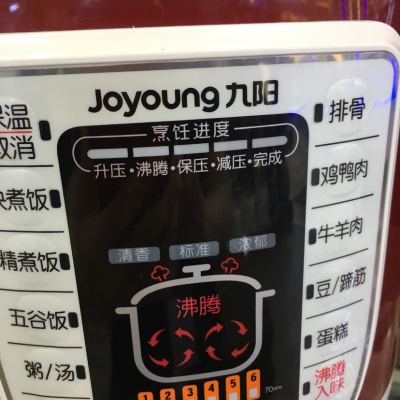 Joyoung 九阳
烹饪进度
升压·沸腾·保压·减压·完成
清香 标准 浓郁
沸腾
1 2 3 4 5 6
70kPa
保温
取消
快煮饭
精煮饭
五谷饭
粥/汤
排骨
鸡鸭肉
牛羊肉
豆/蹄筋
蛋糕
沸腾
入味